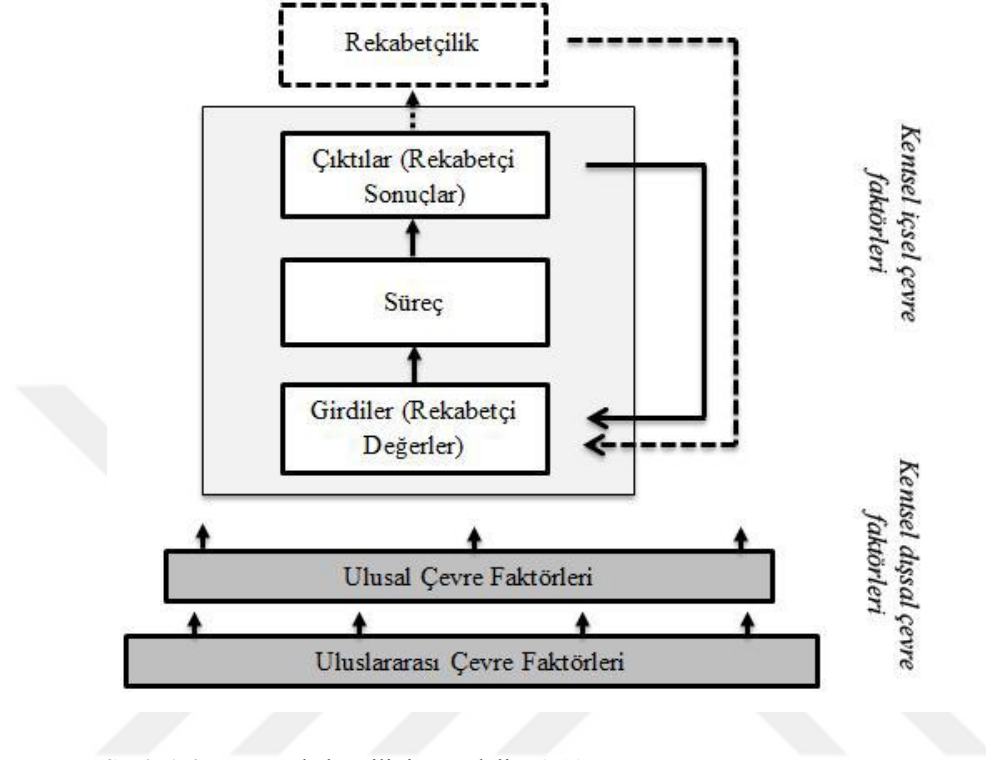 Rekabetçilik
Çıktılar (Rekabetçi
Sonuçlar)
Süreç
Girdiler (Rekabetçi
Değerler)
Kentsel içsel çevre
faktörleri
Kentsel dışsal çevre
faktörleri
Ulusal Çevre Faktörleri
Uluslararası Çevre Faktörleri